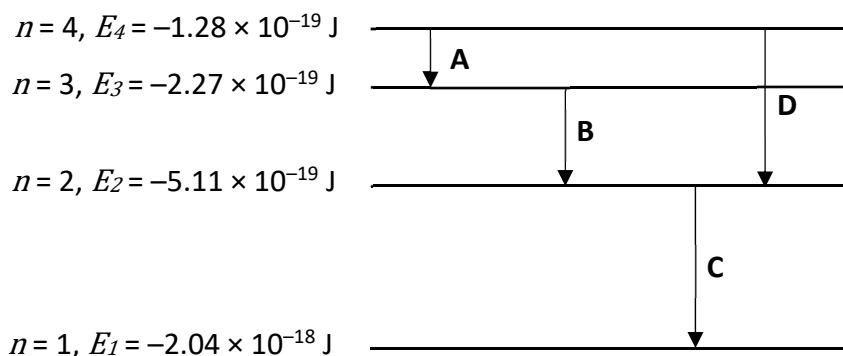 n = 4, E4 = –1.28 × 10–19 J
A
n = 3, E3 = –2.27 × 10–19 J
D
B
n = 2, E2 = –5.11 × 10–19 J
C
n = 1, E1 = –2.04 × 10–18 J